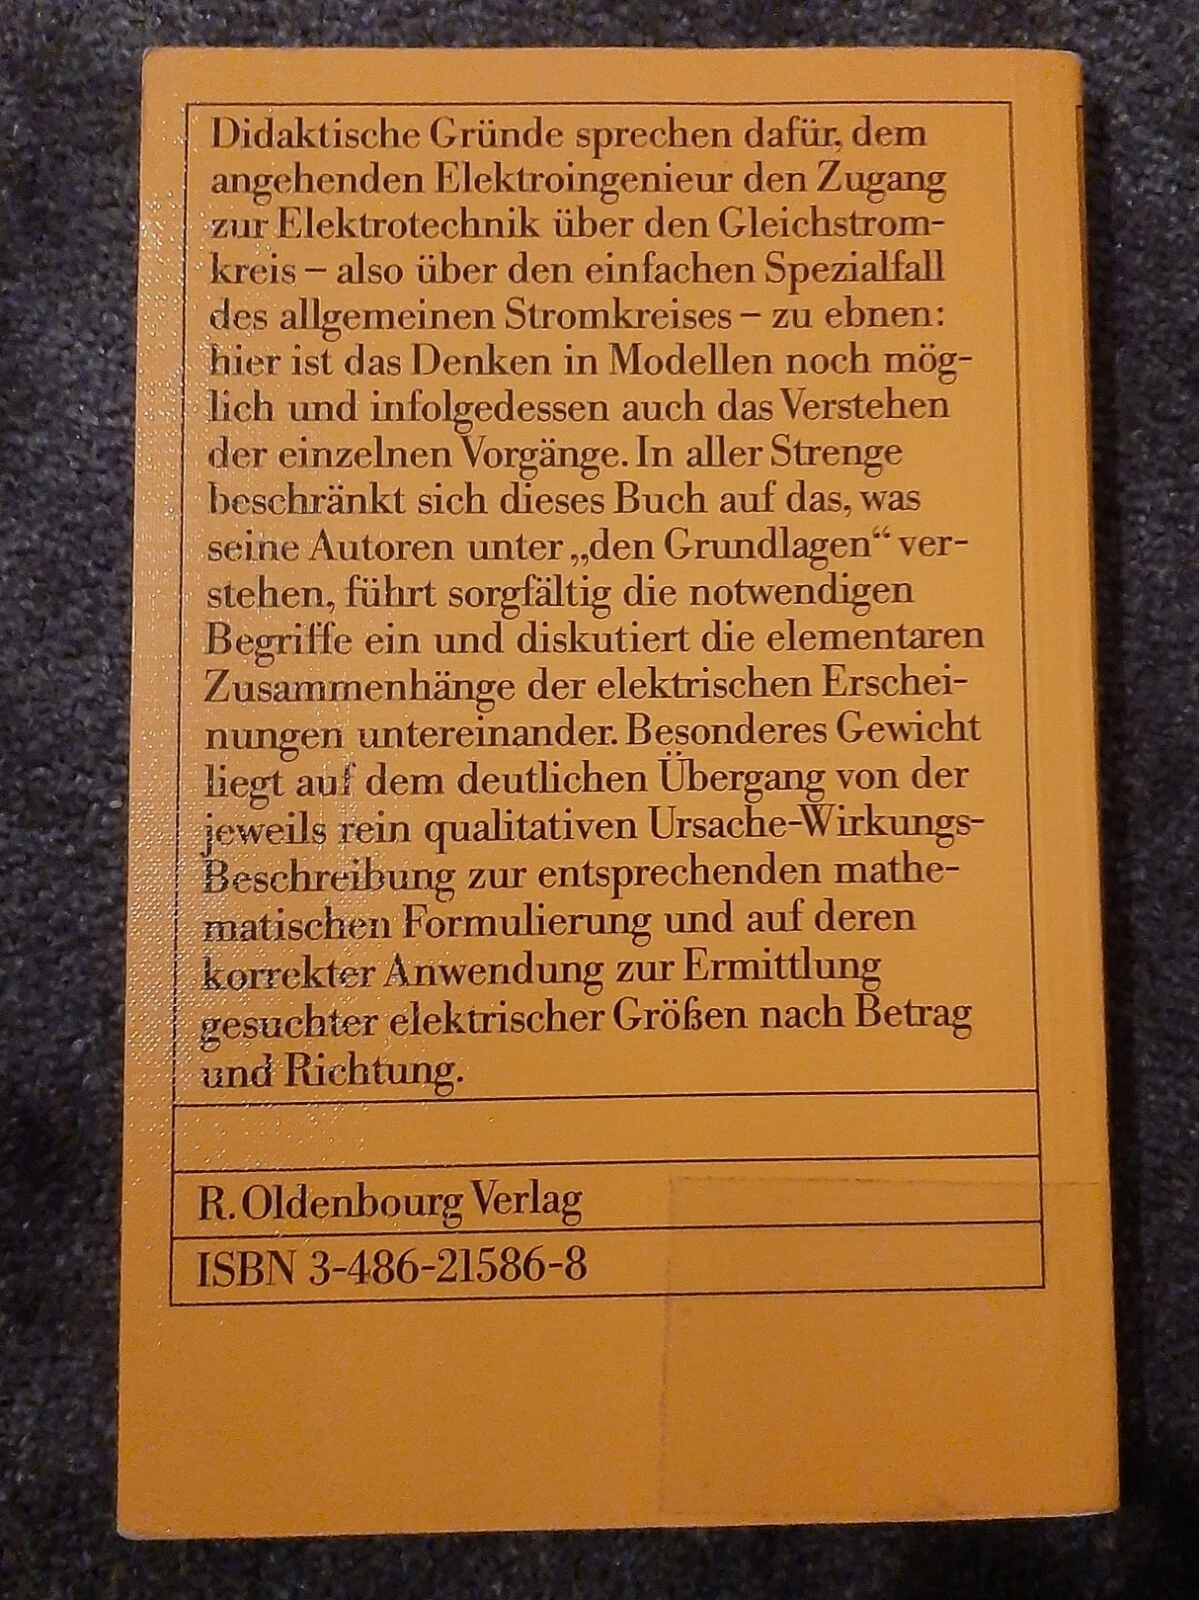 Didaktische Gründe sprechen dafür, dem
angehenden Elektroingenieur den Zugang
zur Elektrotechnik über den Gleichstrom-
kreis – also über den einfachen Spezialfall
des allgemeinen Stromkreises – zu ebnen:
hier ist das Denken in Modellen noch mög-
lich und infolgedessen auch das Verstehen
der einzelnen Vorgänge. In aller Strenge
beschränkt sich dieses Buch auf das, was
seine Autoren unter „den Grundlagen“ ver-
stehen, führt sorgfältig die notwendigen
Begriffe ein und diskutiert die elementaren
Zusammenhänge der elektrischen Erschei-
nungen untereinander. Besonderes Gewicht
liegt auf dem deutlichen Übergang von der
jeweils rein qualitativen Ursache-Wirkungs-
Beschreibung zur entsprechenden mathe-
matischen Formulierung und auf deren
korrekter Anwendung zur Ermittlung
gesuchter elektrischer Größen nach Betrag
und Richtung.
R. Oldenbourg Verlag
ISBN 3-486-21586-8